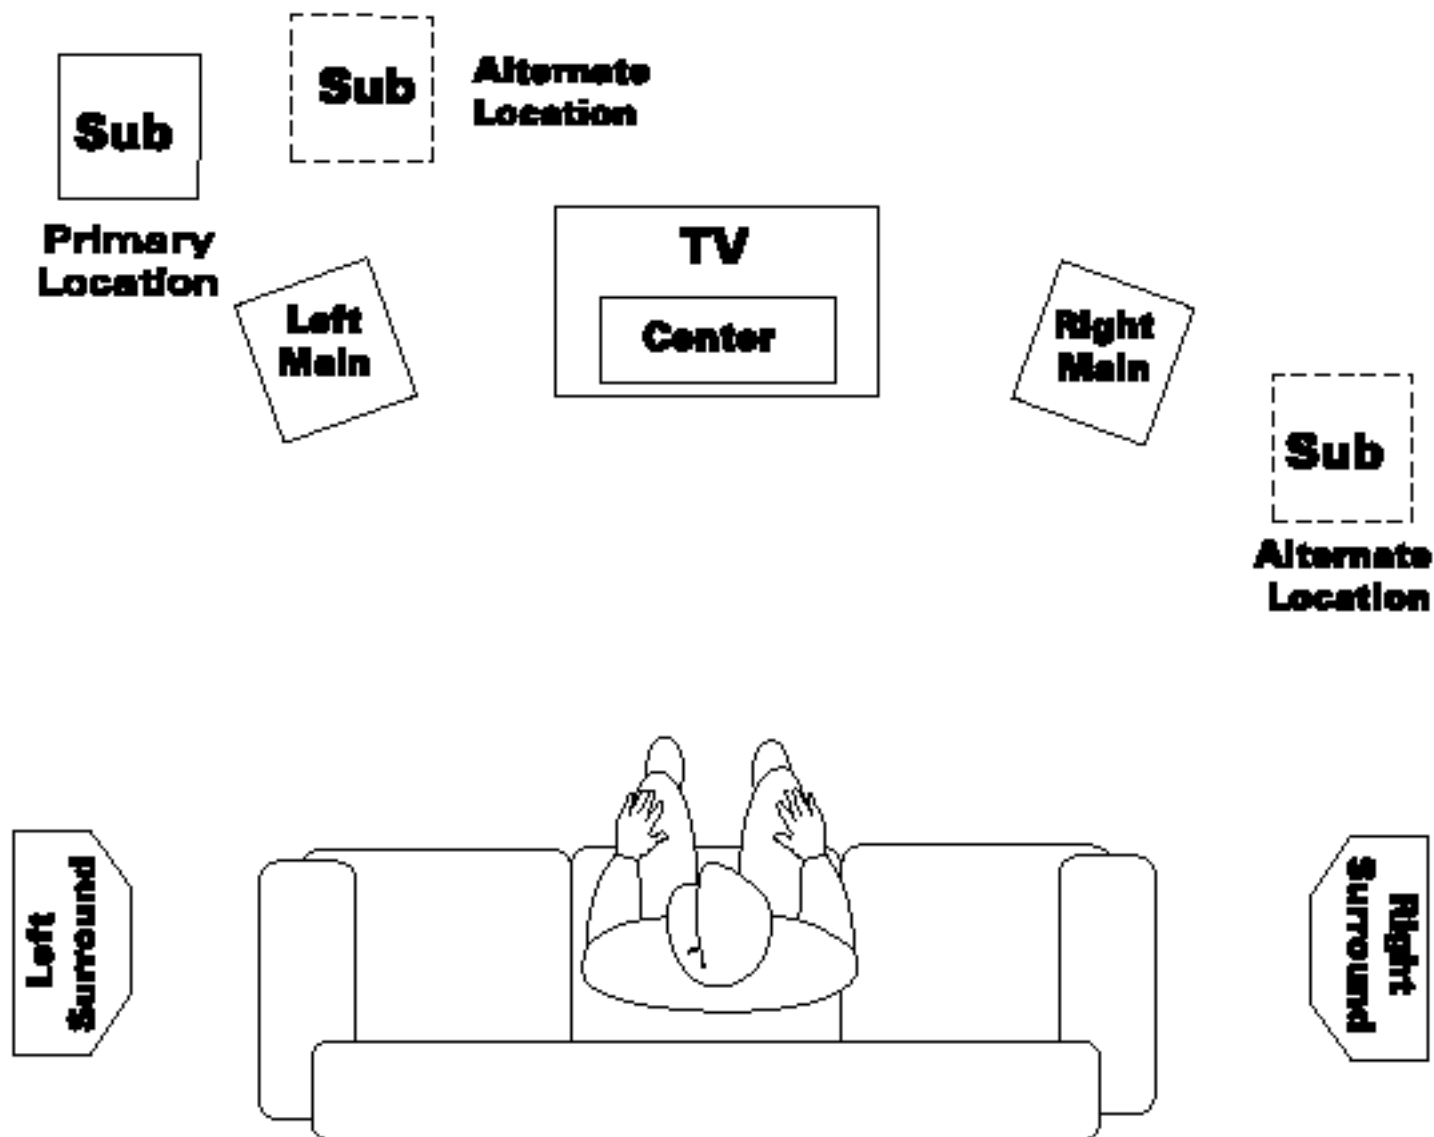 Sub
Alternate
Location
Sub
Primary
Location
TV
Center
Left
Main
Right
Main
Sub
Alternate
Location
Left
Surround
Right
Surround